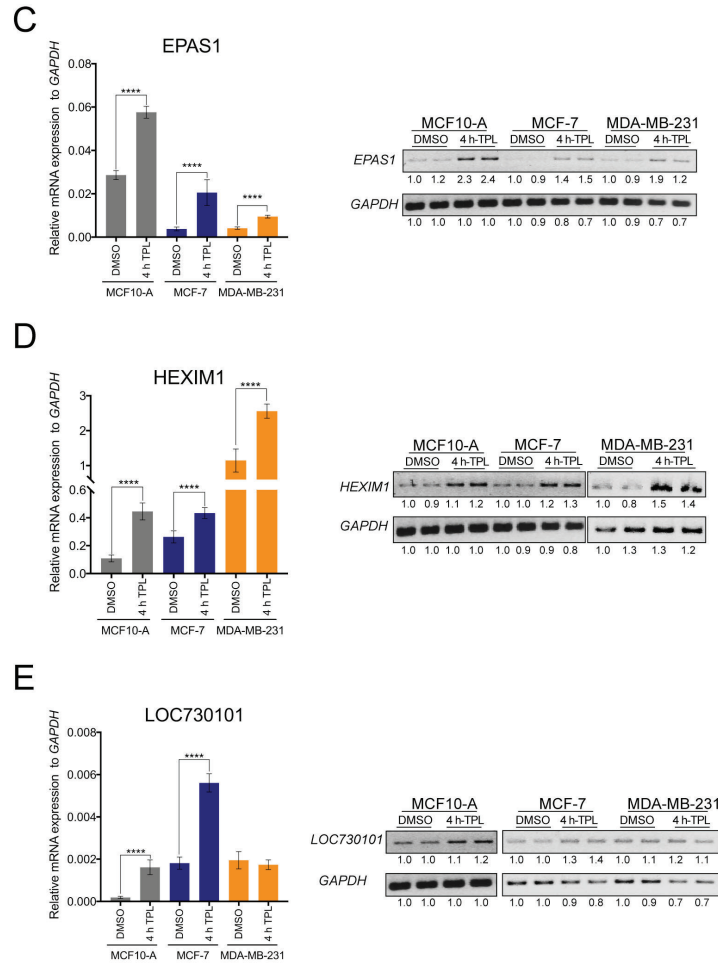 C
EPAS1
Relative mRNA expression to GAPDH
0.06
0.04
0.02
0.00
****
****
****
DMSO
4 h TPL
DMSO
4 h TPL
DMSO
4 h TPL
MCF10-A
MCF-7
MDA-MB-231
MCF10-A MCF-7 MDA-MB-231
DMSO 4 h-TPL DMSO 4 h-TPL DMSO 4 h-TPL
EPAS1
1.0 1.2 2.3 2.4 1.0 0.9 1.4 1.5 1.0 0.9 1.9 1.2
GAPDH
1.0 1.0 1.0 1.0 1.0 0.9 0.8 0.7 1.0 0.9 0.7 0.7
D
HEXIM1
Relative mRNA expression to GAPDH
3
2
1
0.6
0.4
0.2
0.0
****
****
****
DMSO
4 h TPL
DMSO
4 h TPL
DMSO
4 h TPL
MCF10-A
MCF-7
MDA-MB-231
MCF10-A MCF-7 MDA-MB-231
DMSO 4 h-TPL DMSO 4 h-TPL DMSO 4 h-TPL
HEXIM1
1.0 0.9 1.1 1.2 1.0 1.0 1.2 1.3 1.0 0.8 1.5 1.4
GAPDH
1.0 1.0 1.0 1.0 1.0 0.9 0.9 0.8 1.0 1.3 1.3 1.2
E
LOC730101
Relative mRNA expression to GAPDH
0.008
0.006
0.004
0.002
0.000
****
****
DMSO
4 h TPL
DMSO
4 h TPL
DMSO
4 h TPL
MCF10-A
MCF-7
MDA-MB-231
MCF10-A MCF-7 MDA-MB-231
DMSO 4 h-TPL DMSO 4 h-TPL DMSO 4 h-TPL
LOC730101
1.0 1.0 1.1 1.2 1.0 1.0 1.3 1.4 1.0 1.1 1.2 1.1
GAPDH
1.0 1.0 1.0 1.0 1.0 1.0 0.9 0.8 1.0 0.9 0.7 0.7